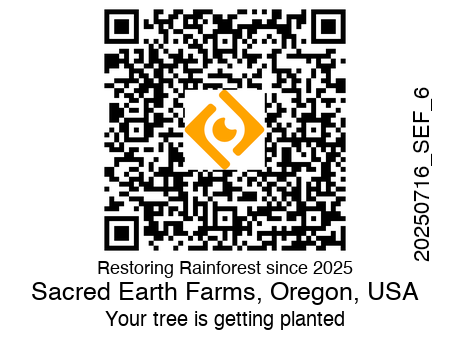 Restoring Rainforest since 2025
Sacred Earth Farms, Oregon, USA
Your tree is getting planted
20250716_SEF_6